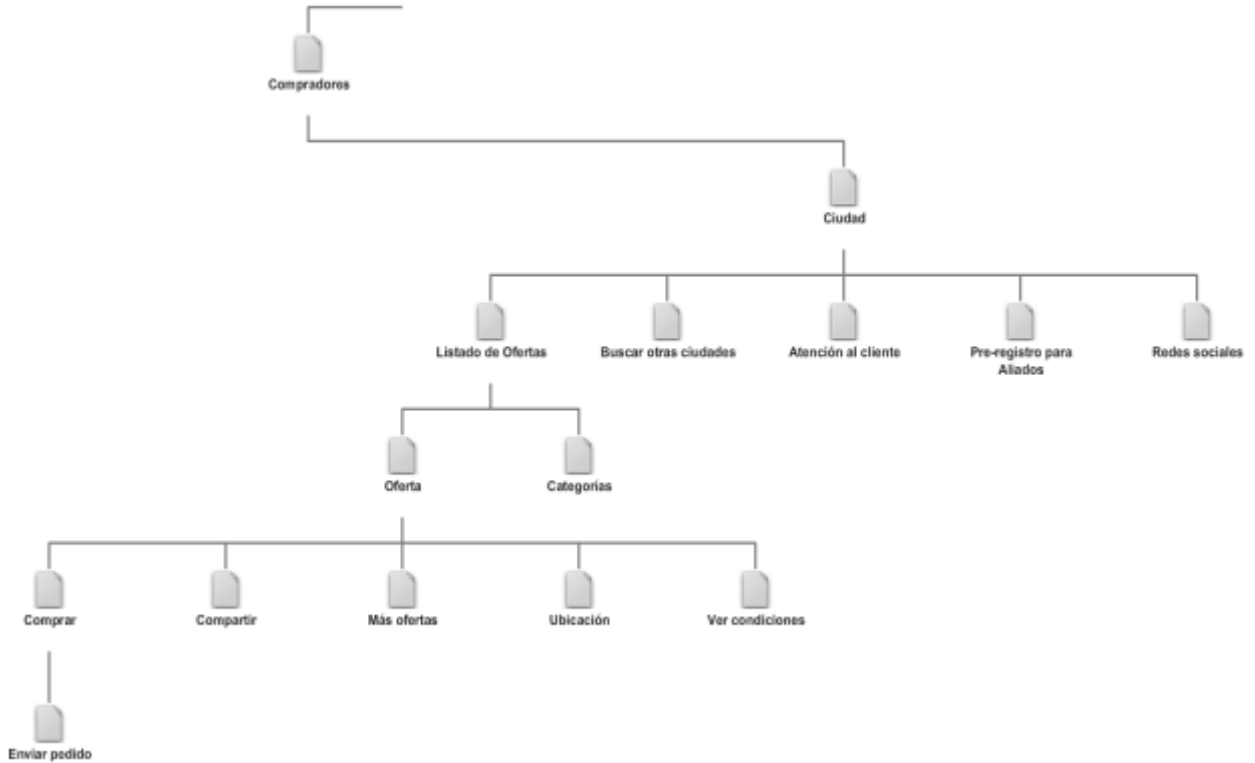 Compradores
Ciudad
Listado de Ofertas
Buscar otras ciudades
Atención al cliente
Pre-registro para
Aliados
Redes sociales
Oferta
Categorías
Comprar
Compartir
Más ofertas
Ubicación
Ver condiciones
Enviar pedido